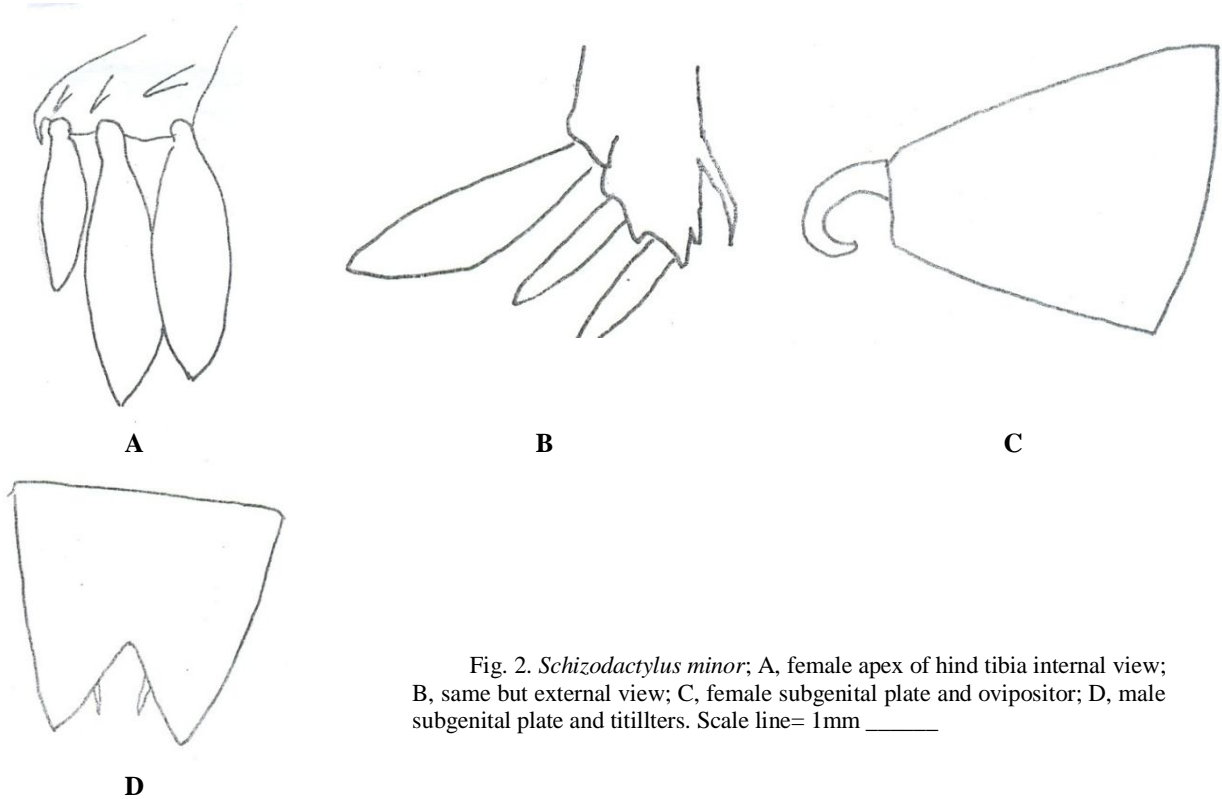 A
B
C
D
Fig. 2. Schizodactylus minor; A, female apex of hind tibia internal view;
B, same but external view; C, female subgenital plate and ovipositor; D, male
subgenital plate and titillters. Scale line= 1mm ______